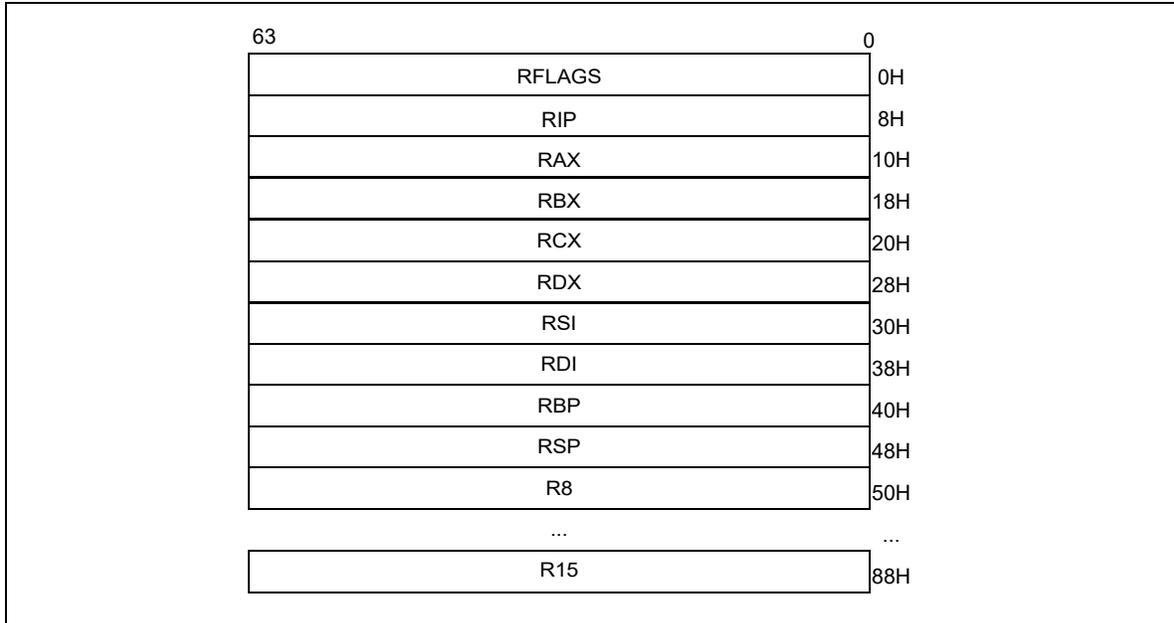 63 0
RFLAGS 0H
RIP 8H
RAX 10H
RBX 18H
RCX 20H
RDX 28H
RSI 30H
RDI 38H
RBP 40H
RSP 48H
R8 50H
... ...
R15 88H